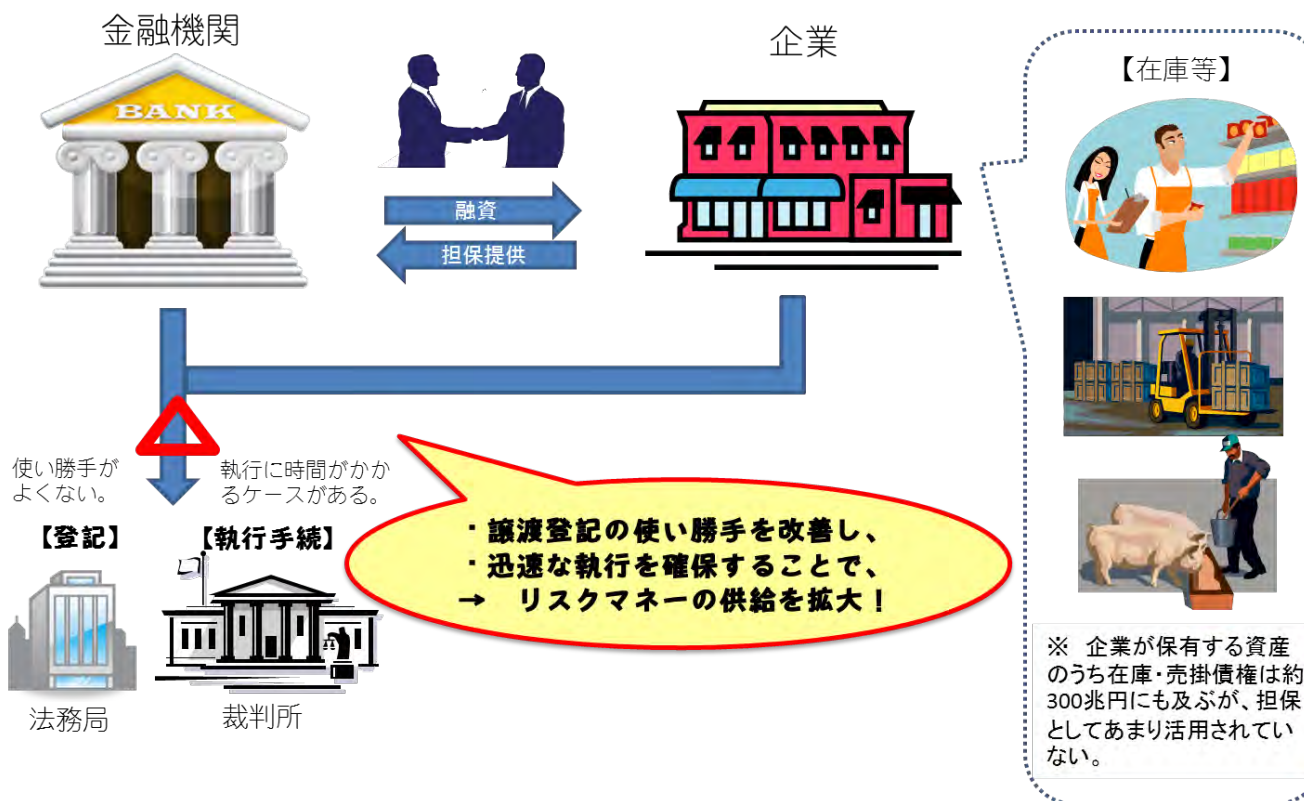 金融機関
BANK
企業
融資
担保提供
【在庫等】
使い勝手が
よくない。
執行に時間がかか
るケースがある。
【登記】
【執行手続】
法務局
裁判所
・譲渡登記の使い勝手を改善し、
・迅速な執行を確保することで、
→　リスクマネーの供給を拡大！
※　企業が保有する資産
のうち在庫・売掛債権は約
300兆円にも及ぶが、担保
としてあまり活用されてい
ない。